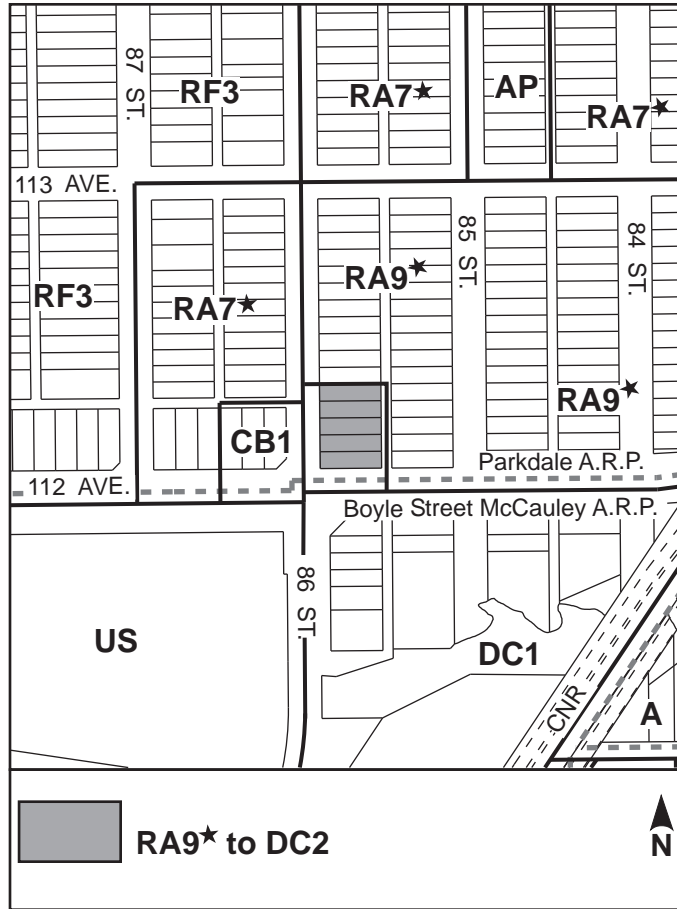 87 ST.
RF3
RA7★
AP
RA7★
113 AVE.
RF3
RA7★
RA9★
85 ST.
84 ST.
RA9★
CB1
Parkdale A.R.P.
112 AVE.
Boyle Street McCauley A.R.P.
86 ST.
US
DC1
CNR
A
RA9★ to DC2
N